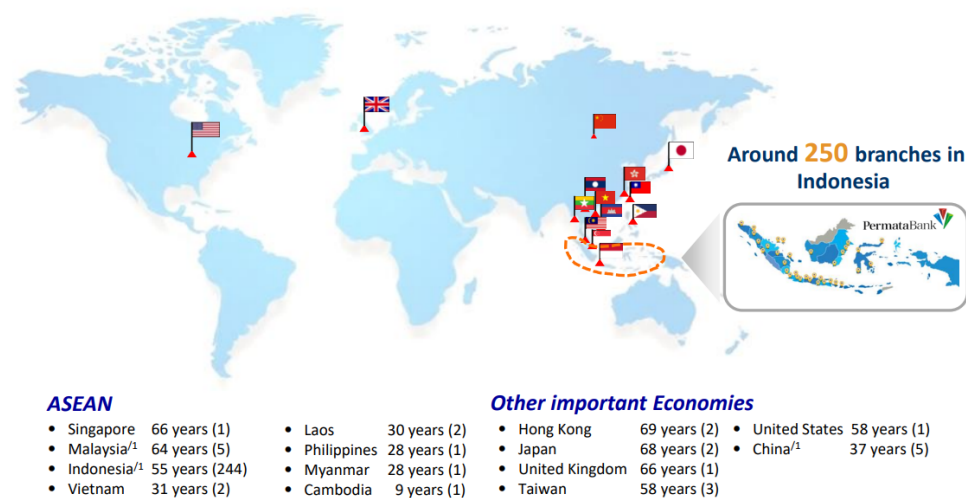 Around 250 branches in
Indonesia
PermataBank
ASEAN
• Singapore 66 years (1)
• Malaysia/1 64 years (5)
• Indonesia/1 55 years (244)
• Vietnam 31 years (2)
• Laos 30 years (2)
• Philippines 28 years (1)
• Myanmar 28 years (1)
• Cambodia 9 years (1)
Other important Economies
• Hong Kong 69 years (2)
• Japan 68 years (2)
• United Kingdom 66 years (1)
• Taiwan 58 years (3)
• United States 58 years (1)
• China/1 37 years (5)